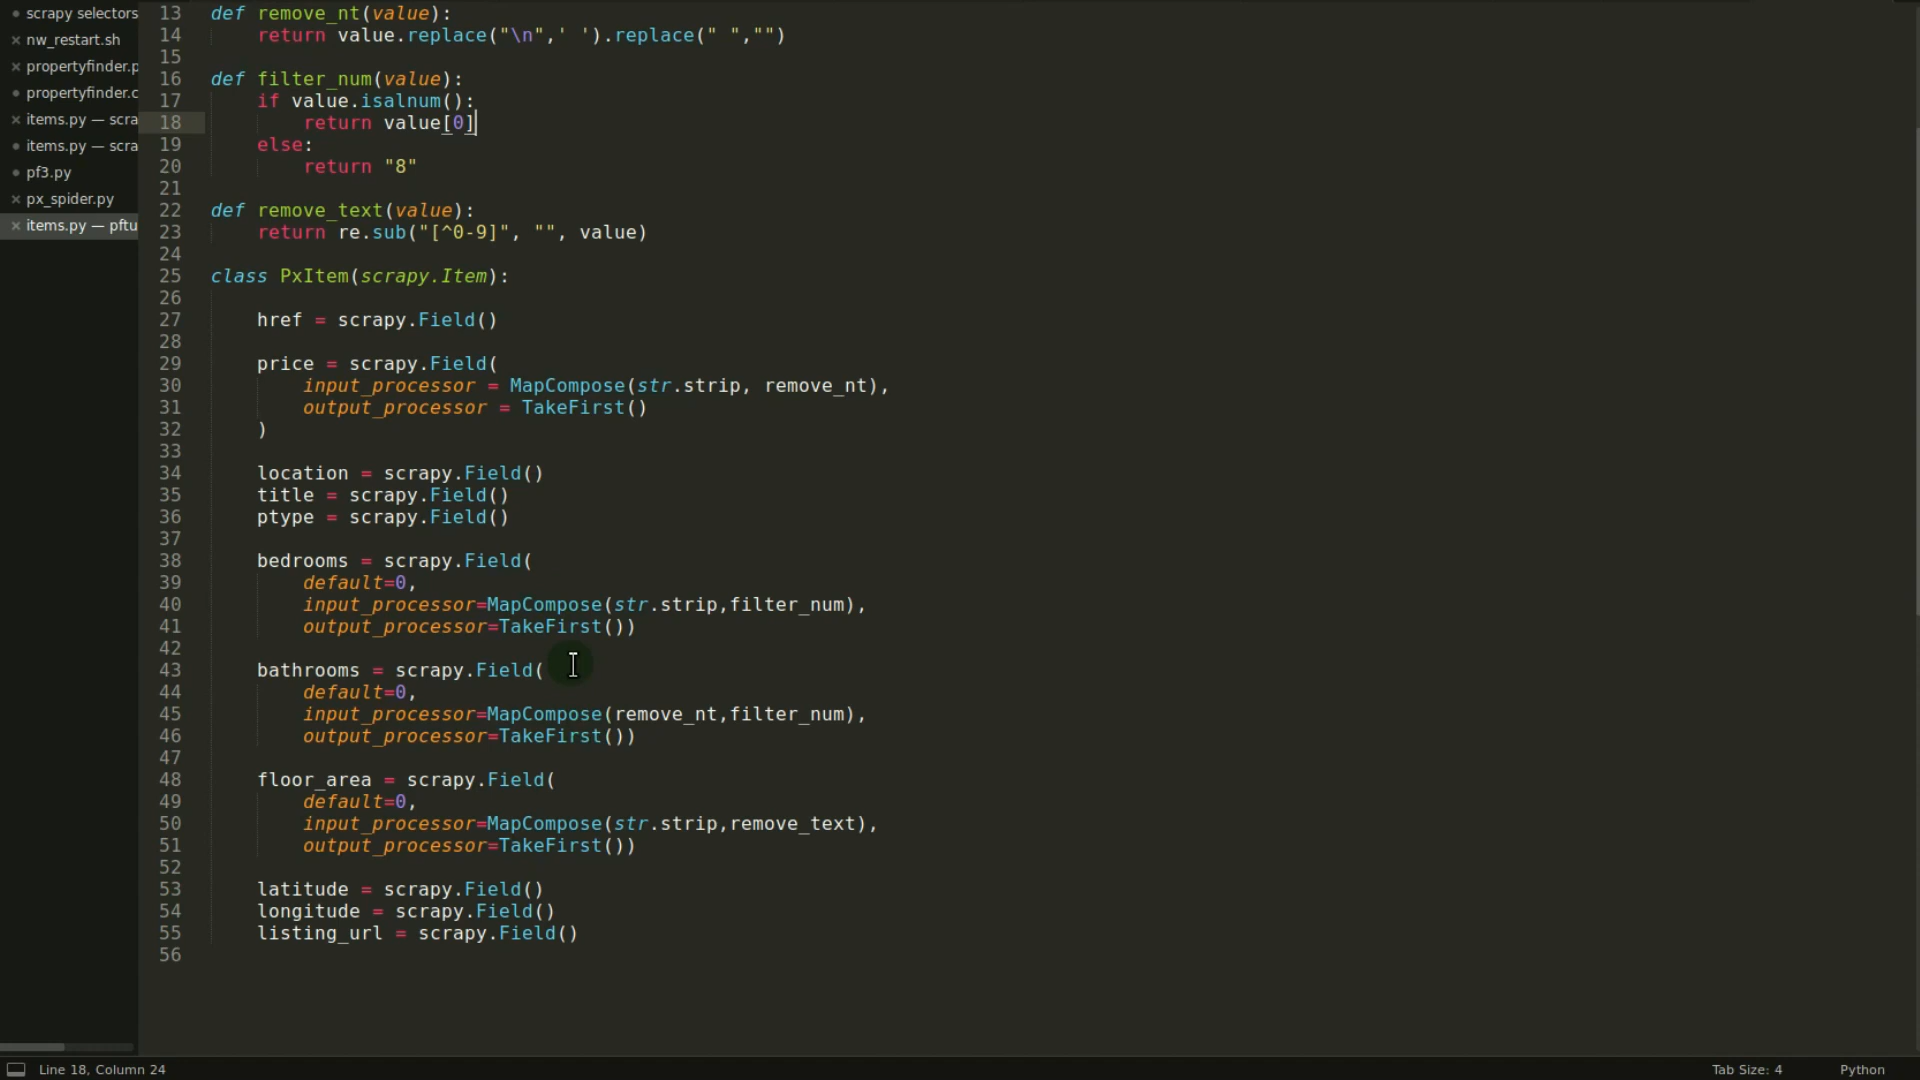 scrapy selectors
nw_restart.sh
propertyfinder.p
propertyfinder.c
items.py — scra
items.py — scra
pf3.py
px_spider.py
items.py — pftu
13 def remove_nt(value):
14     return value.replace("\n",' ').replace(" ","")
15
16 def filter_num(value):
17     if value.isalnum():
18         return value[0]
19     else:
20         return "8"
21
22 def remove_text(value):
23     return re.sub("[^0-9]", "", value)
24
25 class PxItem(scrapy.Item):
26
27     href = scrapy.Field()
28
29     price = scrapy.Field(
30         input_processor = MapCompose(str.strip, remove_nt),
31         output_processor = TakeFirst()
32     )
33
34     location = scrapy.Field()
35     title = scrapy.Field()
36     ptype = scrapy.Field()
37
38     bedrooms = scrapy.Field(
39         default=0,
40         input_processor=MapCompose(str.strip,filter_num),
41         output_processor=TakeFirst())
42
43     bathrooms = scrapy.Field(
44         default=0,
45         input_processor=MapCompose(remove_nt,filter_num),
46         output_processor=TakeFirst())
47
48     floor_area = scrapy.Field(
49         default=0,
50         input_processor=MapCompose(str.strip,remove_text),
51         output_processor=TakeFirst())
52
53     latitude = scrapy.Field()
54     longitude = scrapy.Field()
55     listing_url = scrapy.Field()
56
Line 18, Column 24
Tab Size: 4
Python